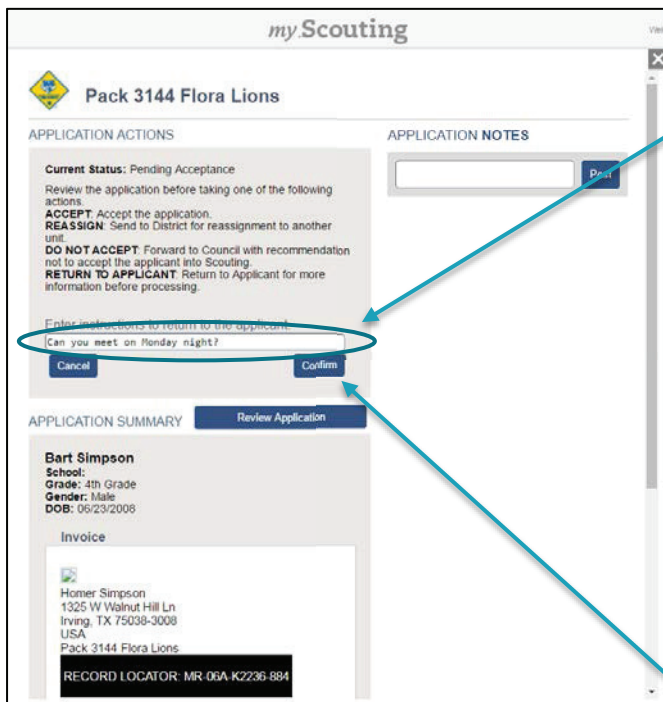 my.Scouting
Pack 3144 Flora Lions
APPLICATION ACTIONS
Current Status: Pending Acceptance
Review the application before taking one of the following
actions.
ACCEPT: Accept the application.
REASSIGN: Send to District for reassignment to another
unit.
DO NOT ACCEPT: Forward to Council with recommendation
not to accept the applicant into Scouting.
RETURN TO APPLICANT: Return to Applicant for more
information before processing.
Enter instructions to return to the applicant.
Can you meet on Monday night?
Cancel
Confirm
APPLICATION NOTES
Post
APPLICATION SUMMARY
Review Application
Bart Simpson
School:
Grade: 4th Grade
Gender: Male
DOB: 06/23/2008
Invoice
Homer Simpson
1325 W Walnut Hill Ln
Irving, TX 75038-3008
USA
Pack 3144 Flora Lions
RECORD LOCATOR: MR-06A-K2236-884